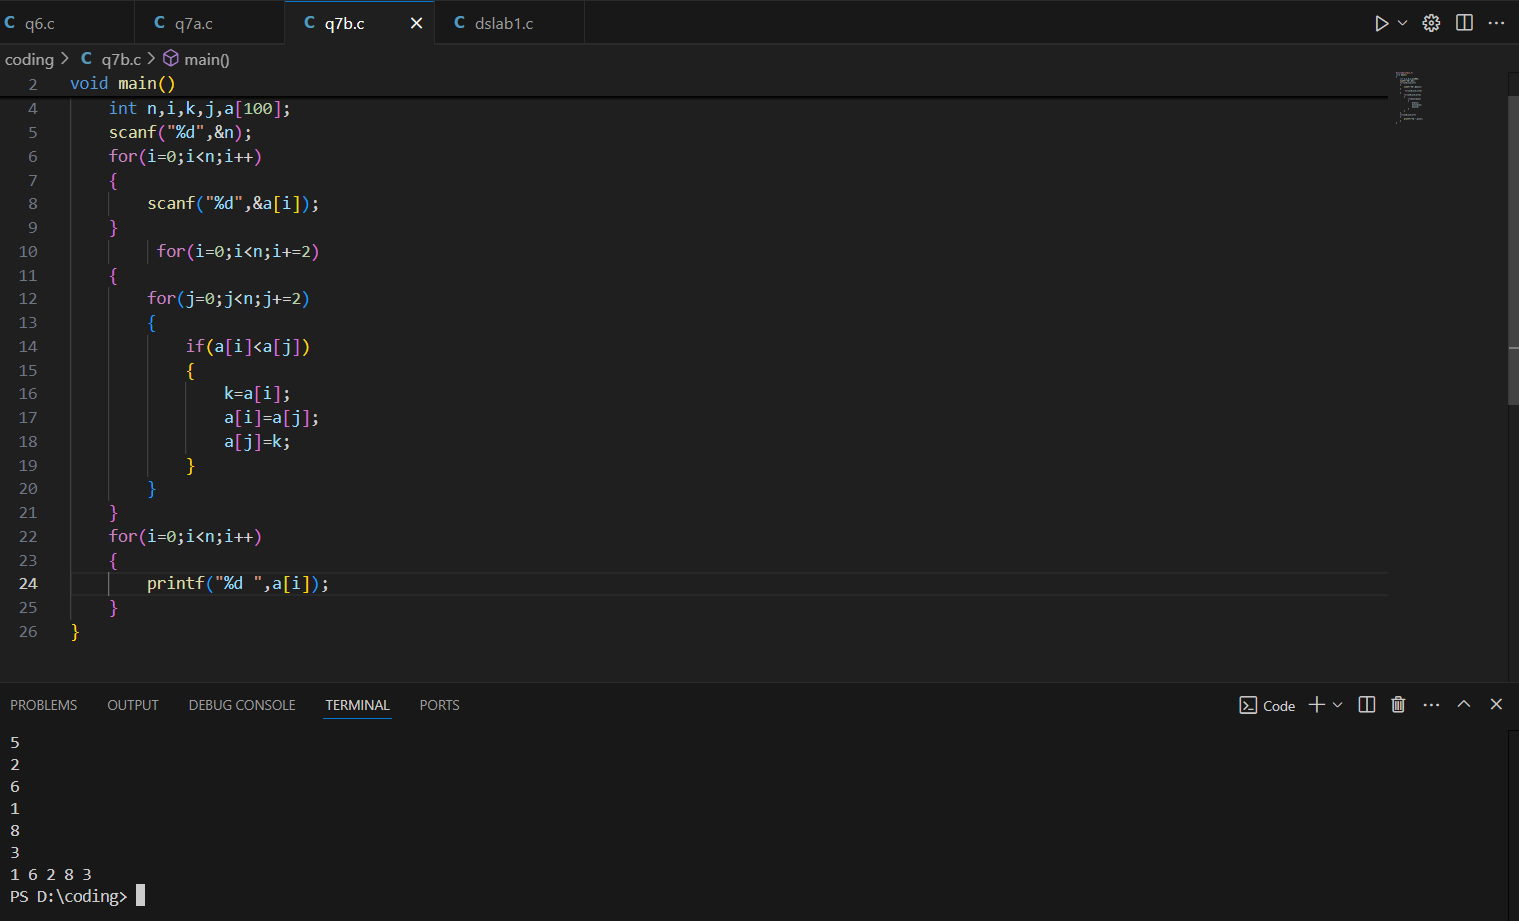 C q6.c C q7a.c C q7b.c C dslab1.c
coding C q7b.c main()
2 void main()
4 int n,i,k,j,a[100];
5 scanf("%d",&n);
6 for(i=0;i<n;i++)
7 {
8 scanf("%d",&a[i]);
9 }
10 for(i=0;i<n;i+=2)
11 {
12 for(j=0;j<n;j+=2)
13 {
14 if(a[i]<a[j])
15 {
16 k=a[i];
17 a[i]=a[j];
18 a[j]=k;
19 }
20 }
21 }
22 for(i=0;i<n;i++)
23 {
24 printf("%d ",a[i]);
25 }
26 }
PROBLEMS OUTPUT DEBUG CONSOLE TERMINAL PORTS Code
5
2
6
1
8
3
1 6 2 8 3
PS D:\coding>